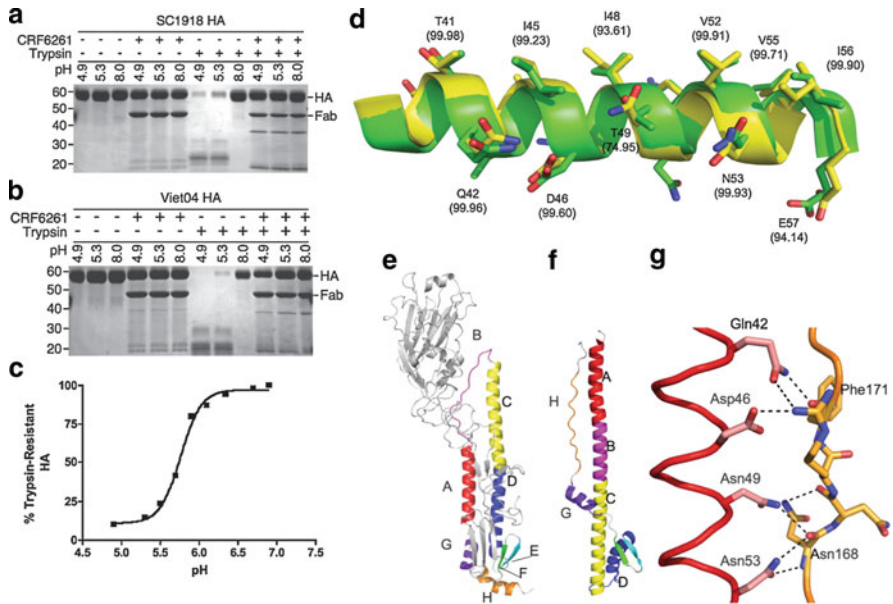 a
SC1918 HA
CRF6261 - - - + + + - - - + + +
Trypsin - - - - - - + + + + + +
pH 4.9 5.3 8.0 4.9 5.3 8.0 4.9 5.3 8.0 4.9 5.3 8.0
60
50
40
30
20
HA
Fab
b
Viet04 HA
CRF6261 - - - + + + - - - + + +
Trypsin - - - - - - + + + + + +
pH 4.9 5.3 8.0 4.9 5.3 8.0 4.9 5.3 8.0 4.9 5.3 8.0
60
50
40
30
20
HA
Fab
c
% Trypsin-Resistant
HA
100
75
50
25
0
4.5 5.0 5.5 6.0 6.5 7.0 7.5
pH
d
T41
(99.98)
I45
(99.23)
I48
(93.61)
V52
(99.91)
V55
(99.71)
I56
(99.90)
Q42
(99.96)
D46
(99.60)
T49
(74.95)
N53
(99.93)
E57
(94.14)
e
B
C
A
D
G
E
F
H
f
A
H
B
C
G
D
g
Gln42
Phe171
Asp46
Asn49
Asn168
Asn53